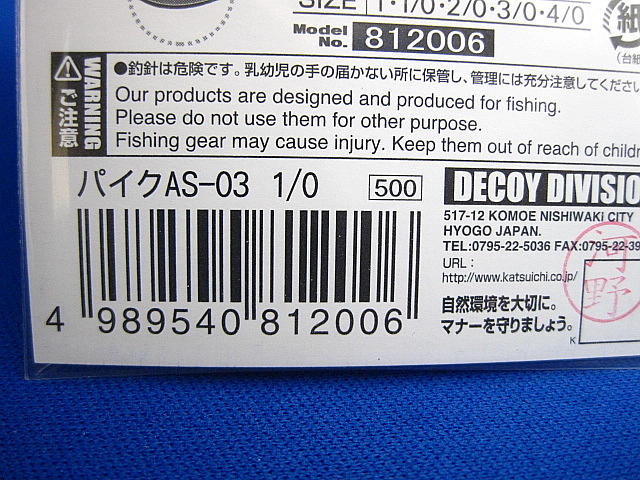 SIZE 1・1/0・2/0・3/0・4/0
紙
(台紙
Model No. 812006
WARNING
ご注意
●釣針は危険です。乳幼児の手の届かない所に保管し、管理には充分注意してください
Our products are designed and produced for fishing.
Please do not use them for other purpose.
Fishing gear may cause injury. Keep them out of reach of childr
パイクAS-03 1/0 500
4 989540 812006
DECOY DIVISIO
517-12 KOMOE NISHIWAKI CITY
HYOGO JAPAN.
TEL:0795-22-5036 FAX:0795-22-39
URL :
http://www.katsuichi.co.jp/
自然環境を大切に。
マナーを守りましょう。
河野
K